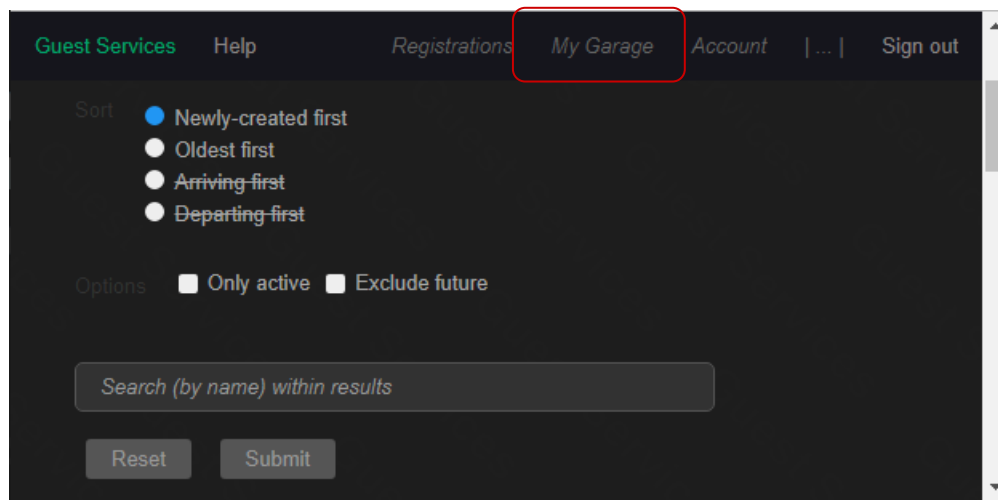 Guest Services Help Registrations My Garage Account | ... | Sign out
Sort
Newly-created first
Oldest first
Arriving first
Departing first
Options Only active Exclude future
Search (by name) within results
Reset Submit